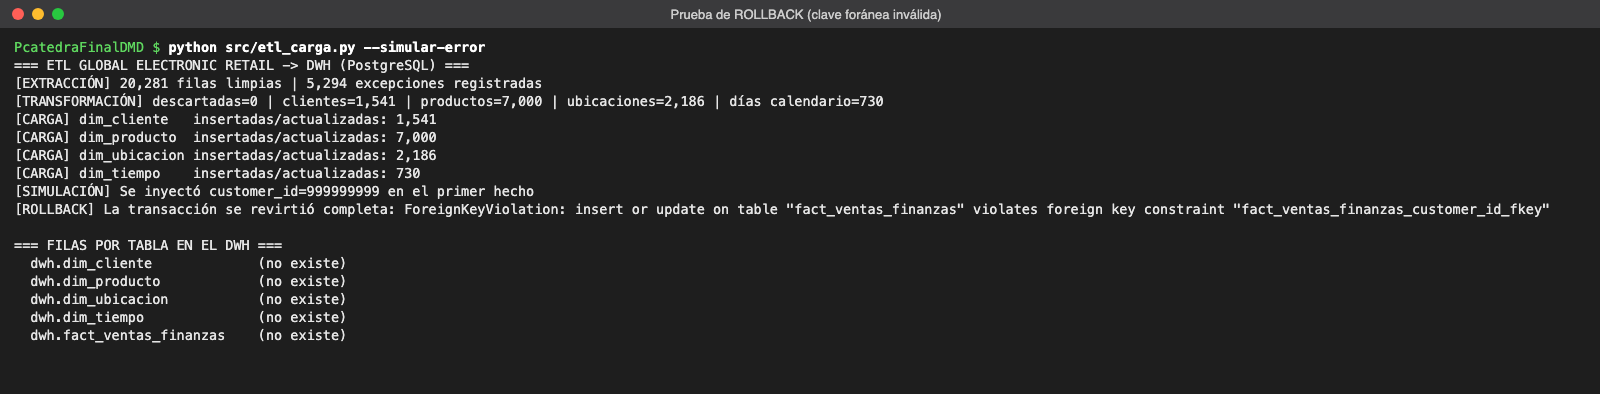 Prueba de ROLLBACK (clave foránea inválida)
PcatedraFinalDMD $ python src/etl_carga.py --simular-error
=== ETL GLOBAL ELECTRONIC RETAIL -> DWH (PostgreSQL) ===
[EXTRACCIÓN] 20,281 filas limpias | 5,294 excepciones registradas
[TRANSFORMACIÓN] descartadas=0 | clientes=1,541 | productos=7,000 | ubicaciones=2,186 | días calendario=730
[CARGA] dim_cliente   insertadas/actualizadas: 1,541
[CARGA] dim_producto  insertadas/actualizadas: 7,000
[CARGA] dim_ubicacion insertadas/actualizadas: 2,186
[CARGA] dim_tiempo    insertadas/actualizadas: 730
[SIMULACIÓN] Se inyectó customer_id=999999999 en el primer hecho
[ROLLBACK] La transacción se revirtió completa: ForeignKeyViolation: insert or update on table "fact_ventas_finanzas" violates foreign key constraint "fact_ventas_finanzas_customer_id_fkey"
=== FILAS POR TABLA EN EL DWH ===
dwh.dim_cliente             (no existe)
dwh.dim_producto            (no existe)
dwh.dim_ubicacion           (no existe)
dwh.dim_tiempo              (no existe)
dwh.fact_ventas_finanzas    (no existe)